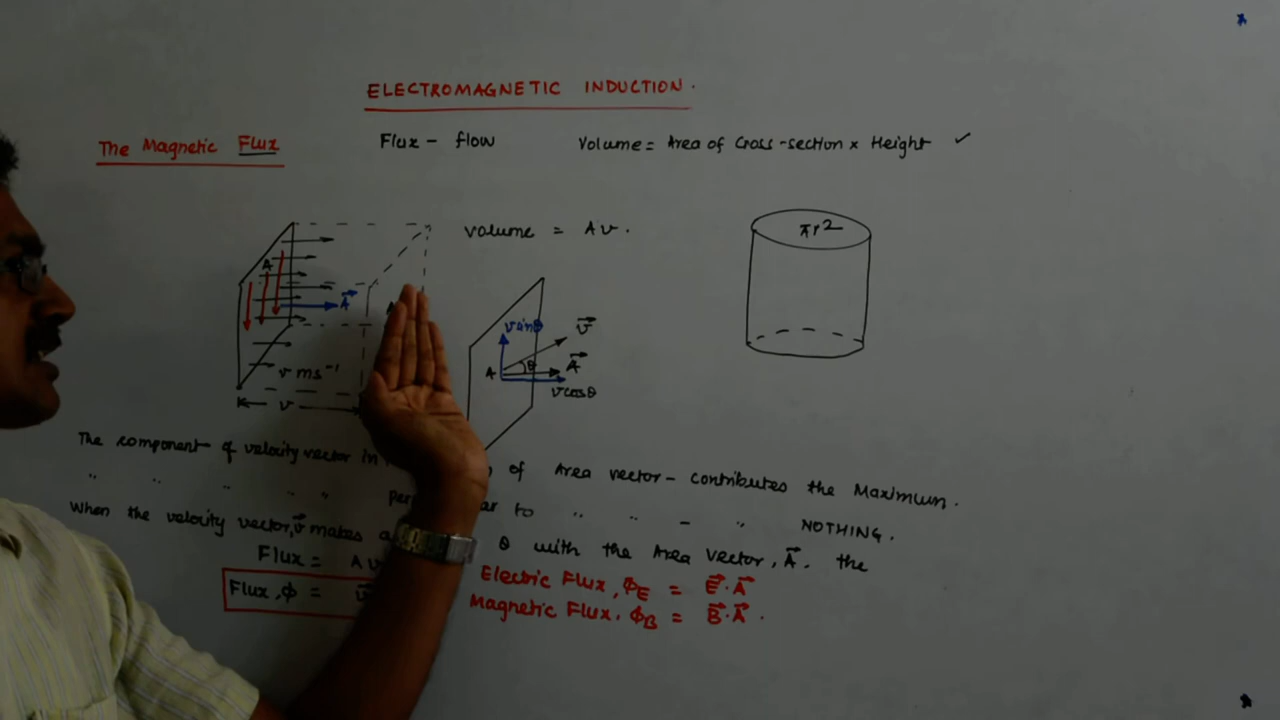 ELECTROMAGNETIC INDUCTION.
The Magnetic Flux
Flux - flow
Volume = Area of Cross-section x Height ✓
volume = Av.
πr2
A
A⃗
v ms⁻¹
v
v sinθ
v⃗
θ
A
A⃗
v cosθ
The component of velocity vector in of Area vector - contributes the Maximum.
" " " " " to " " - " NOTHING.
When the velocity vector, v⃗ makes θ with the Area vector, A⃗. the
Flux = Av
Flux, ϕ =
Electric Flux, ϕE = E⃗.A⃗
Magnetic Flux, ϕB = B⃗.A⃗.